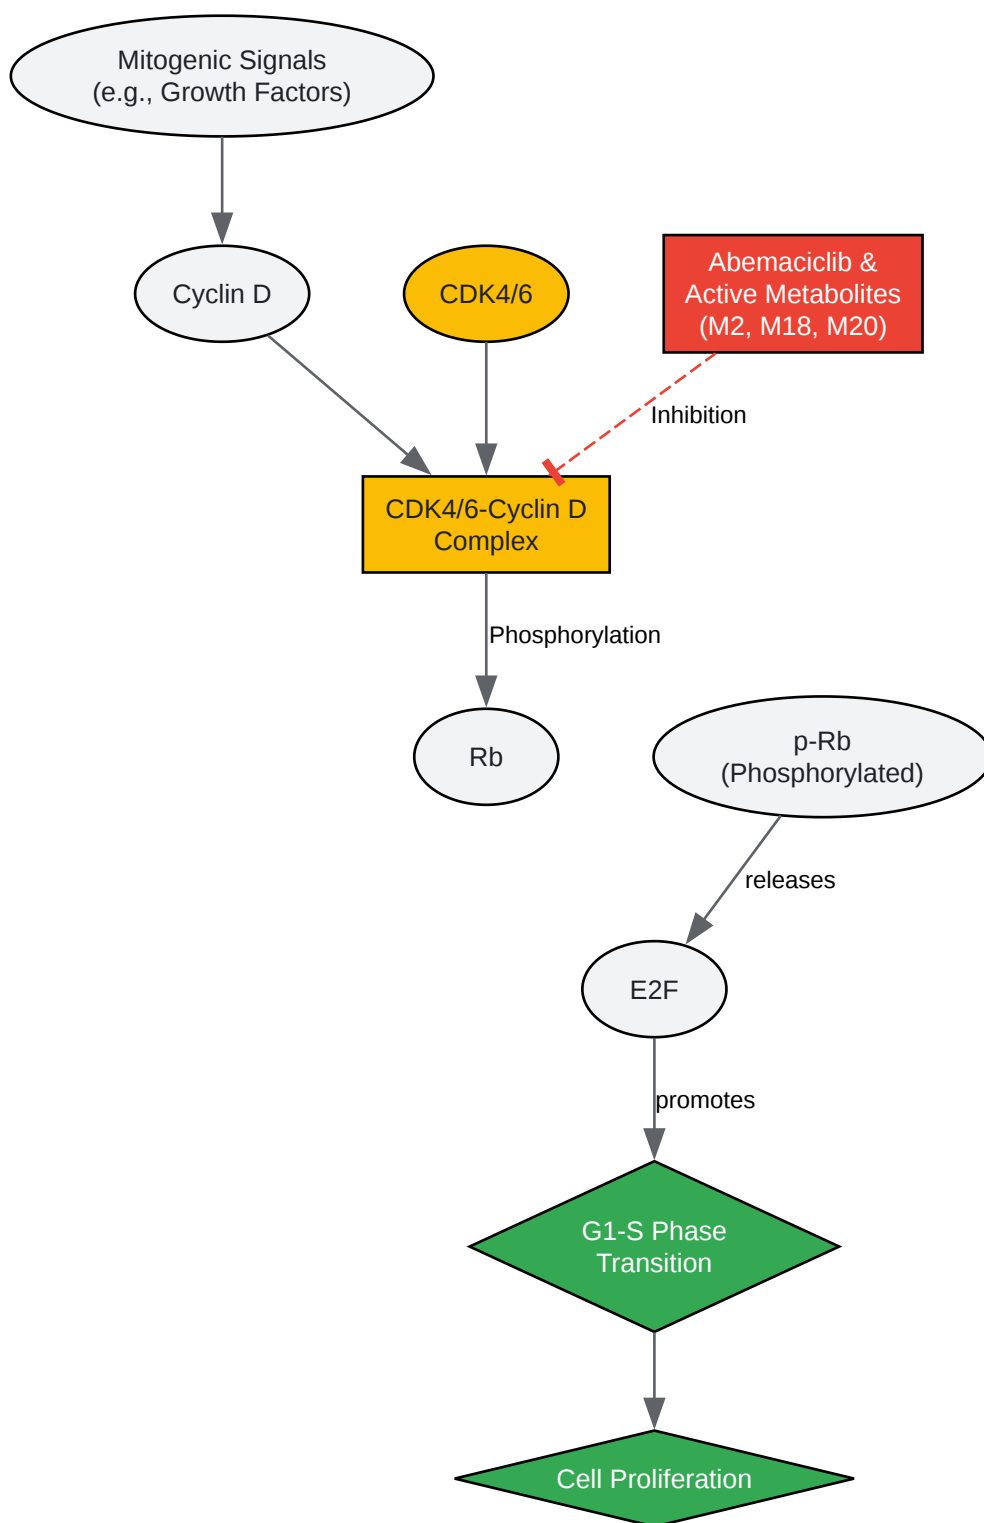 Mitogenic Signals
(e.g., Growth Factors)
Cyclin D
CDK4/6
Abemaciclib &
Active Metabolites
(M2, M18, M20)
Inhibition
CDK4/6-Cyclin D
Complex
Phosphorylation
Rb
p-Rb
(Phosphorylated)
releases
E2F
promotes
G1-S Phase
Transition
Cell Proliferation